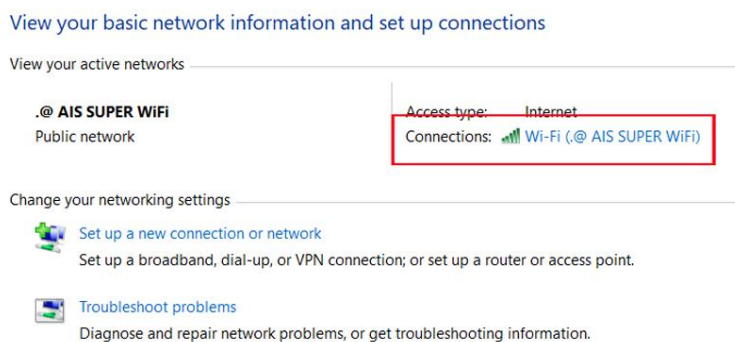 View your basic network information and set up connections
View your active networks
.@ AIS SUPER WiFi
Public network
Access type: Internet
Connections: Wi-Fi (.@ AIS SUPER WiFi)
Change your networking settings
Set up a new connection or network
Set up a broadband, dial-up, or VPN connection; or set up a router or access point.
Troubleshoot problems
Diagnose and repair network problems, or get troubleshooting information.